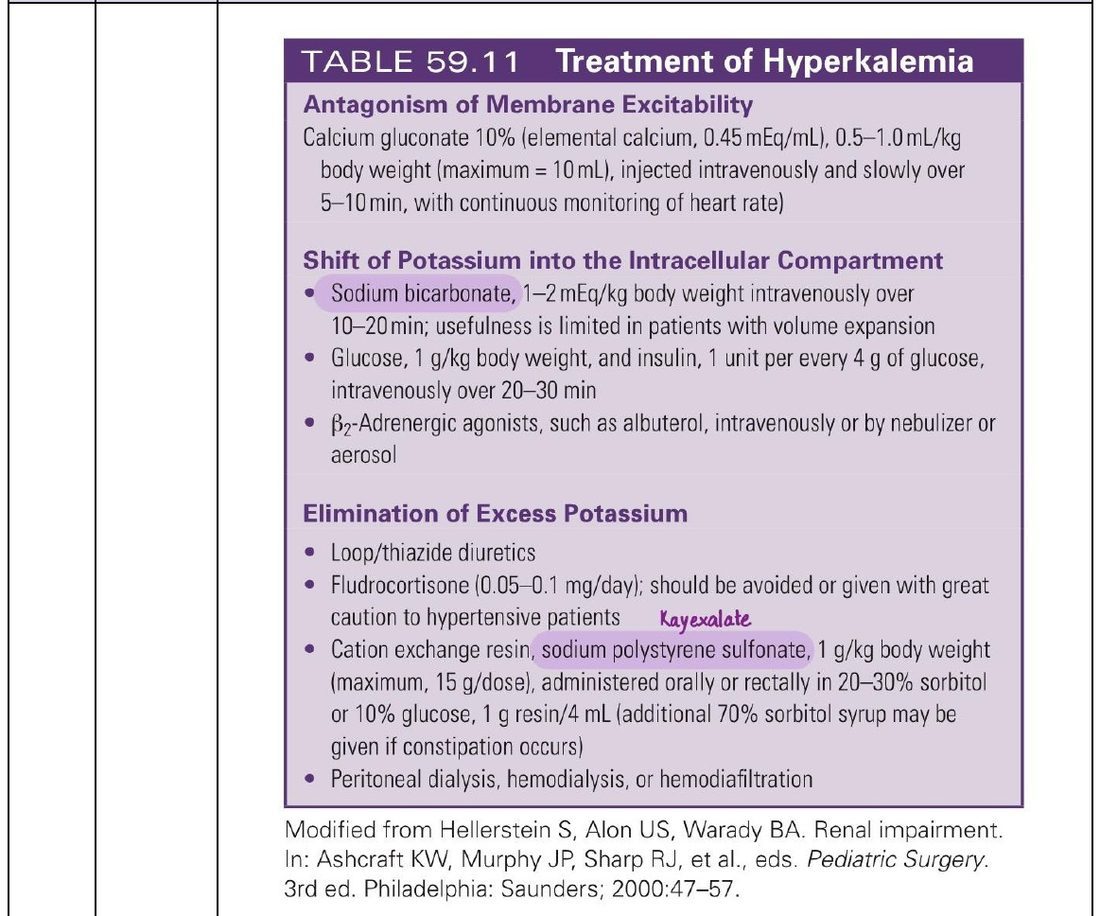 TABLE 59.11 Treatment of Hyperkalemia
Antagonism of Membrane Excitability
Calcium gluconate 10% (elemental calcium, 0.45 mEq/mL), 0.5–1.0 mL/kg
body weight (maximum = 10 mL), injected intravenously and slowly over
5–10 min, with continuous monitoring of heart rate)
Shift of Potassium into the Intracellular Compartment
• Sodium bicarbonate, 1–2 mEq/kg body weight intravenously over
10–20 min; usefulness is limited in patients with volume expansion
• Glucose, 1 g/kg body weight, and insulin, 1 unit per every 4 g of glucose,
intravenously over 20–30 min
• β₂-Adrenergic agonists, such as albuterol, intravenously or by nebulizer or
aerosol
Elimination of Excess Potassium
• Loop/thiazide diuretics
• Fludrocortisone (0.05–0.1 mg/day); should be avoided or given with great
caution to hypertensive patients
Kayexalate
• Cation exchange resin, sodium polystyrene sulfonate, 1 g/kg body weight
(maximum, 15 g/dose), administered orally or rectally in 20–30% sorbitol
or 10% glucose, 1 g resin/4 mL (additional 70% sorbitol syrup may be
given if constipation occurs)
• Peritoneal dialysis, hemodialysis, or hemodiafiltration
Modified from Hellerstein S, Alon US, Warady BA. Renal impairment.
In: Ashcraft KW, Murphy JP, Sharp RJ, et al., eds. Pediatric Surgery.
3rd ed. Philadelphia: Saunders; 2000:47–57.